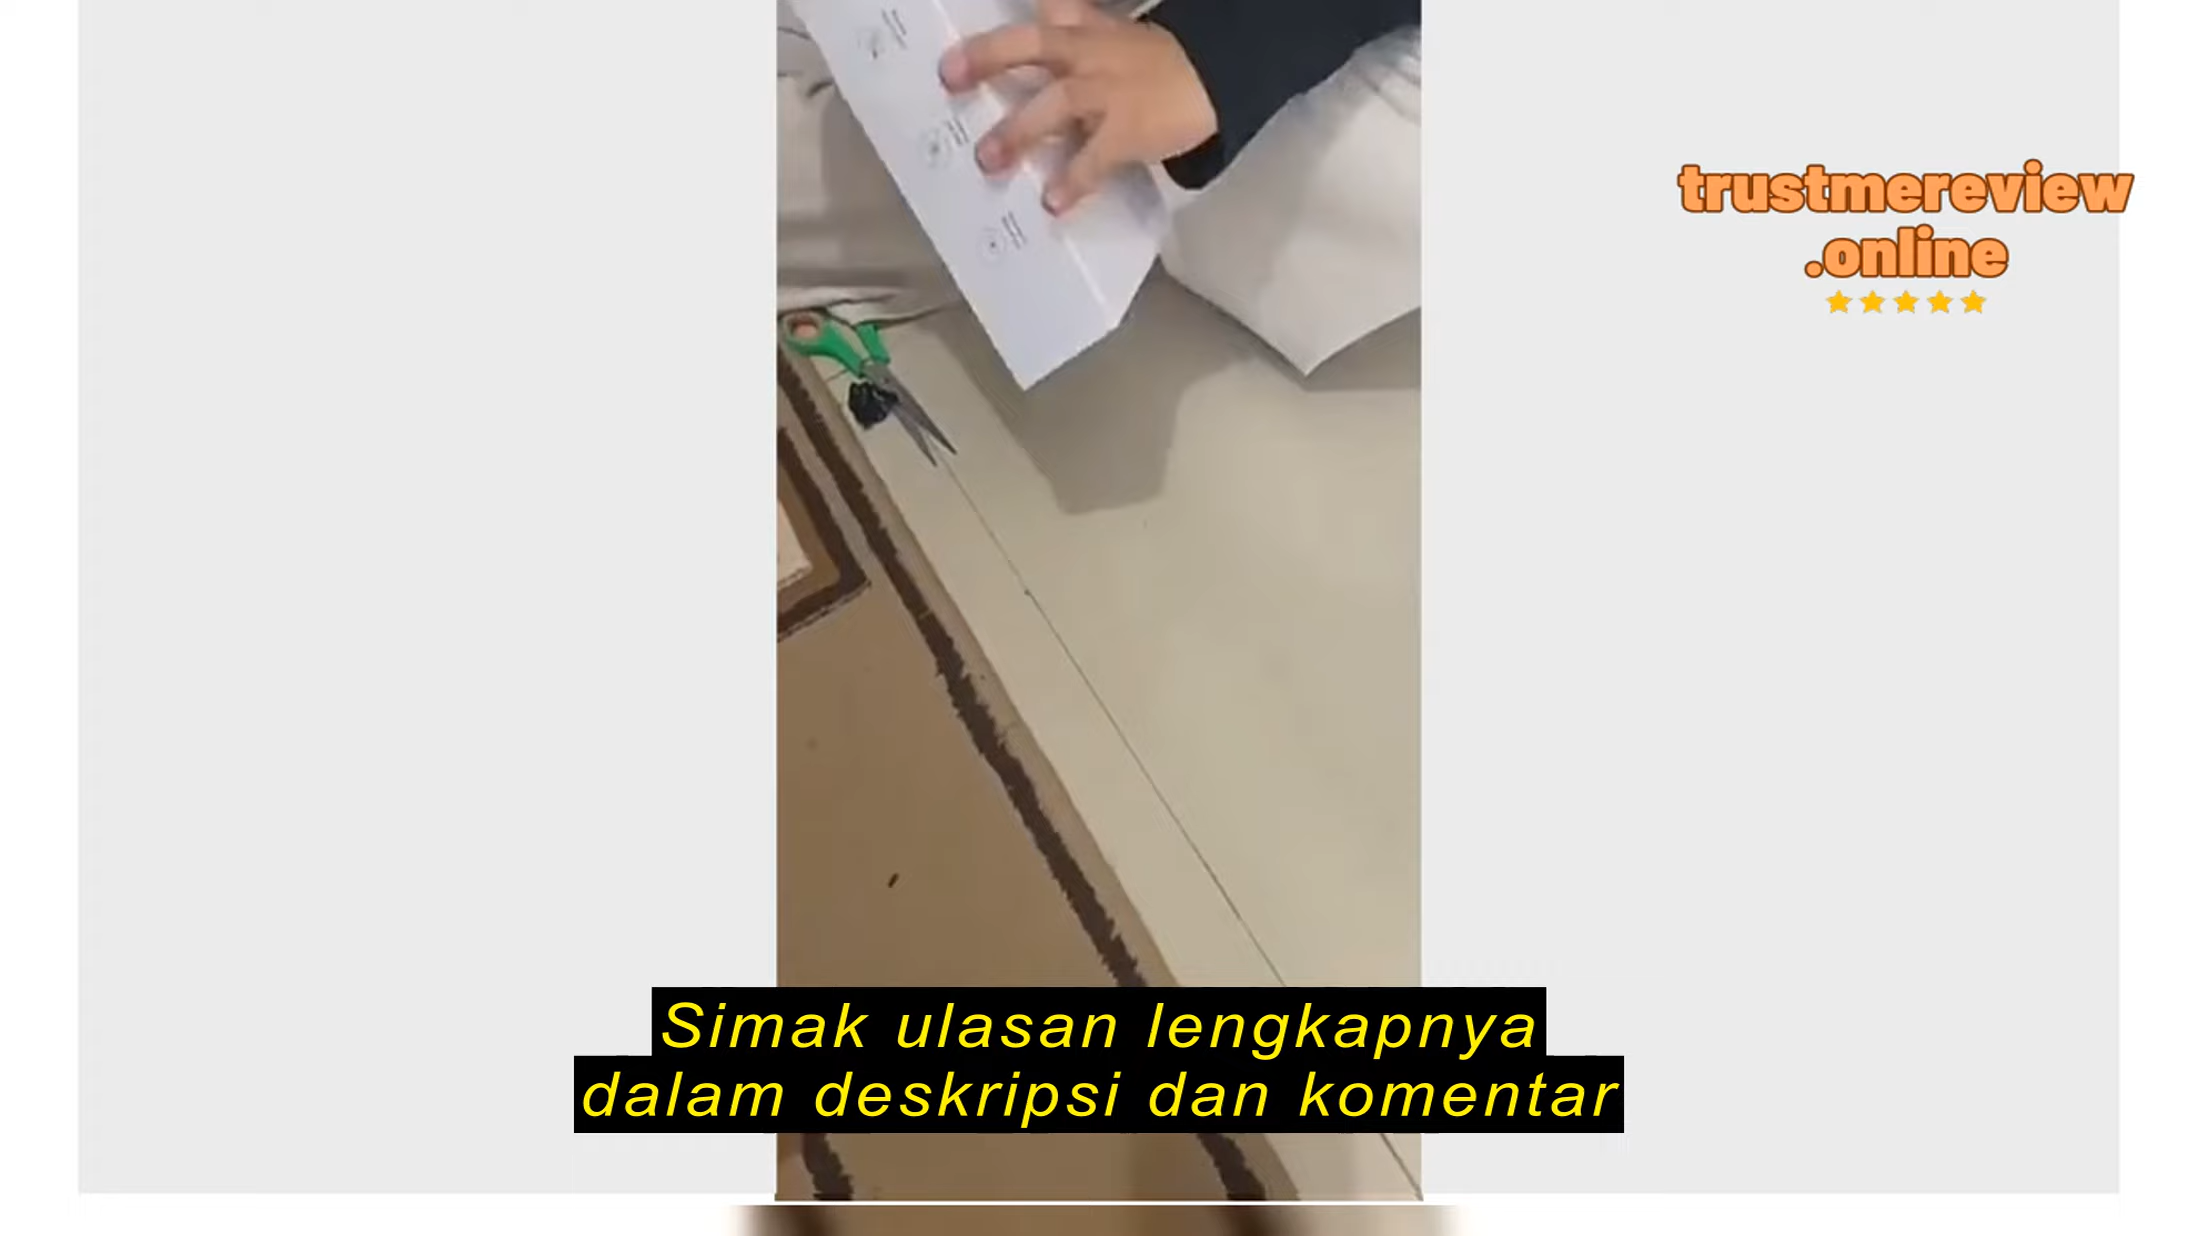 trustmereview
.online
Simak ulasan lengkapnya
dalam deskripsi dan komentar